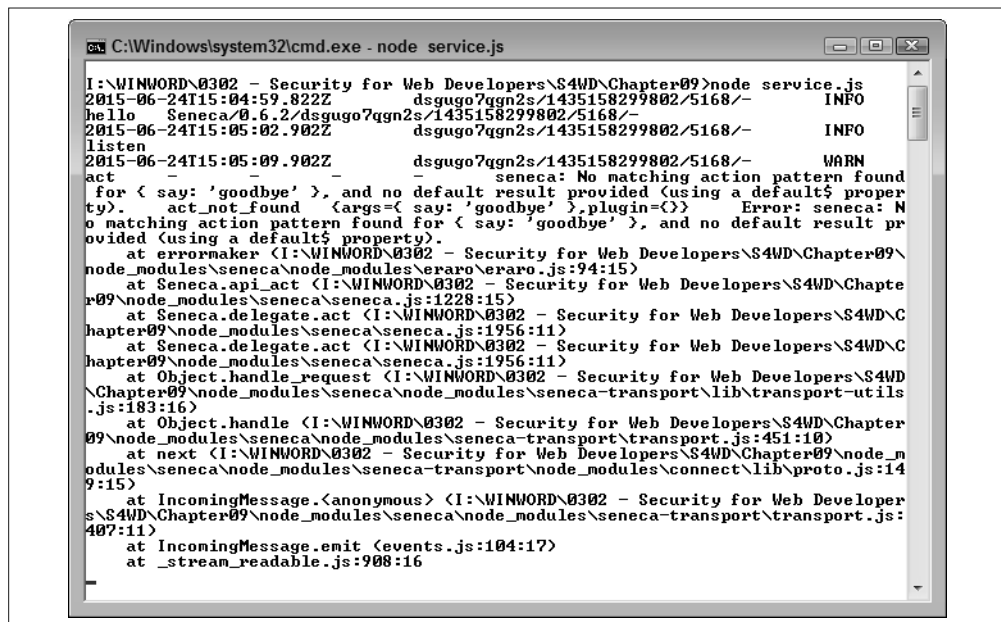 C:\Windows\system32\cmd.exe - node  service.js
I:\WINWORD\0302 - Security for Web Developers\S4WD\Chapter09>node service.js
2015-06-24T15:04:59.822Z        dsgugo7qgn2s/1435158299802/5168/-       INFO
hello   Seneca/0.6.2/dsgugo7qgn2s/1435158299802/5168/-
2015-06-24T15:05:02.902Z        dsgugo7qgn2s/1435158299802/5168/-       INFO
listen
2015-06-24T15:05:09.902Z        dsgugo7qgn2s/1435158299802/5168/-       WARN
act     -       -       -       -       seneca: No matching action pattern found
 for { say: 'goodbye' }, and no default result provided (using a default$ proper
ty).    act_not_found   {args={ say: 'goodbye' },plugin={}}     Error: seneca: N
o matching action pattern found for { say: 'goodbye' }, and no default result pr
ovided (using a default$ property).
    at errormaker (I:\WINWORD\0302 - Security for Web Developers\S4WD\Chapter09\
node_modules\seneca\node_modules\eraro\eraro.js:94:15)
    at Seneca.api_act (I:\WINWORD\0302 - Security for Web Developers\S4WD\Chapte
r09\node_modules\seneca\seneca.js:1228:15)
    at Seneca.delegate.act (I:\WINWORD\0302 - Security for Web Developers\S4WD\C
hapter09\node_modules\seneca\seneca.js:1956:11)
    at Seneca.delegate.act (I:\WINWORD\0302 - Security for Web Developers\S4WD\C
hapter09\node_modules\seneca\seneca.js:1956:11)
    at Object.handle_request (I:\WINWORD\0302 - Security for Web Developers\S4WD
\Chapter09\node_modules\seneca\node_modules\seneca-transport\lib\transport-utils
.js:183:16)
    at Object.handle (I:\WINWORD\0302 - Security for Web Developers\S4WD\Chapter
09\node_modules\seneca\node_modules\seneca-transport\transport.js:451:10)
    at next (I:\WINWORD\0302 - Security for Web Developers\S4WD\Chapter09\node_m
odules\seneca\node_modules\seneca-transport\node_modules\connect\lib\proto.js:14
9:15)
    at IncomingMessage.<anonymous> (I:\WINWORD\0302 - Security for Web Developer
s\S4WD\Chapter09\node_modules\seneca\node_modules\seneca-transport\transport.js:
407:11)
    at IncomingMessage.emit (events.js:104:17)
    at _stream_readable.js:908:16